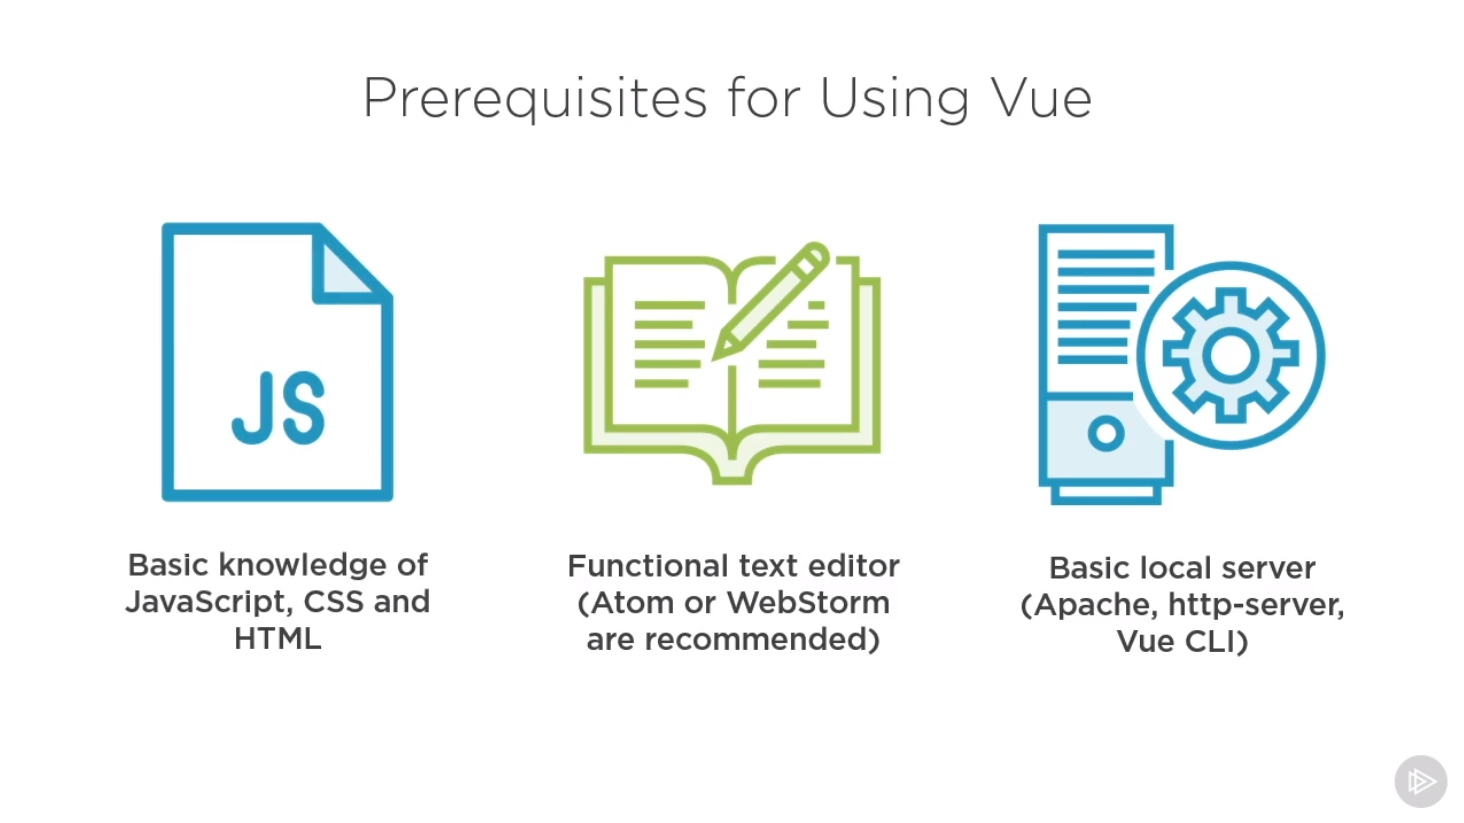 Prerequisites for Using Vue
JS
Basic knowledge of
JavaScript, CSS and
HTML
Functional text editor
(Atom or WebStorm
are recommended)
Basic local server
(Apache, http-server,
Vue CLI)